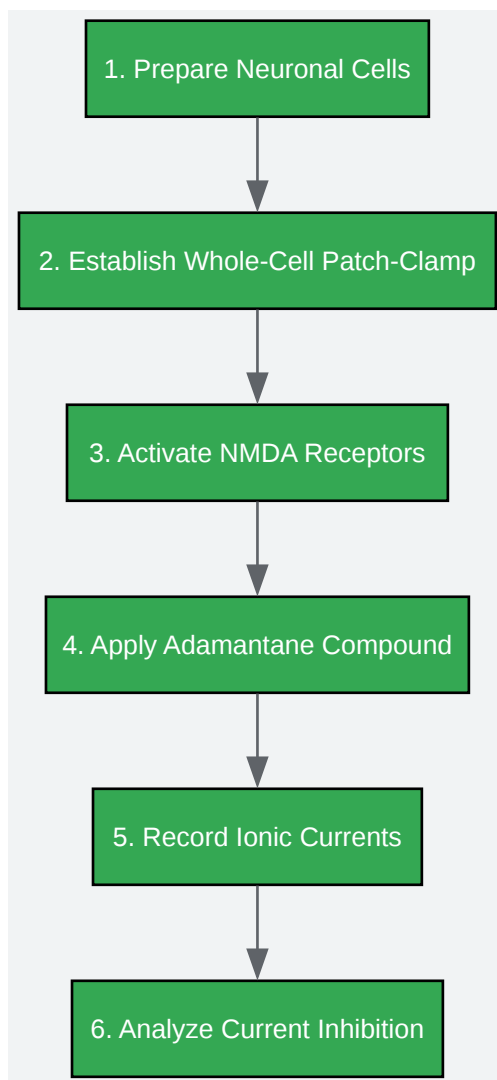 1. Prepare Neuronal Cells
2. Establish Whole-Cell Patch-Clamp
3. Activate NMDA Receptors
4. Apply Adamantane Compound
5. Record Ionic Currents
6. Analyze Current Inhibition